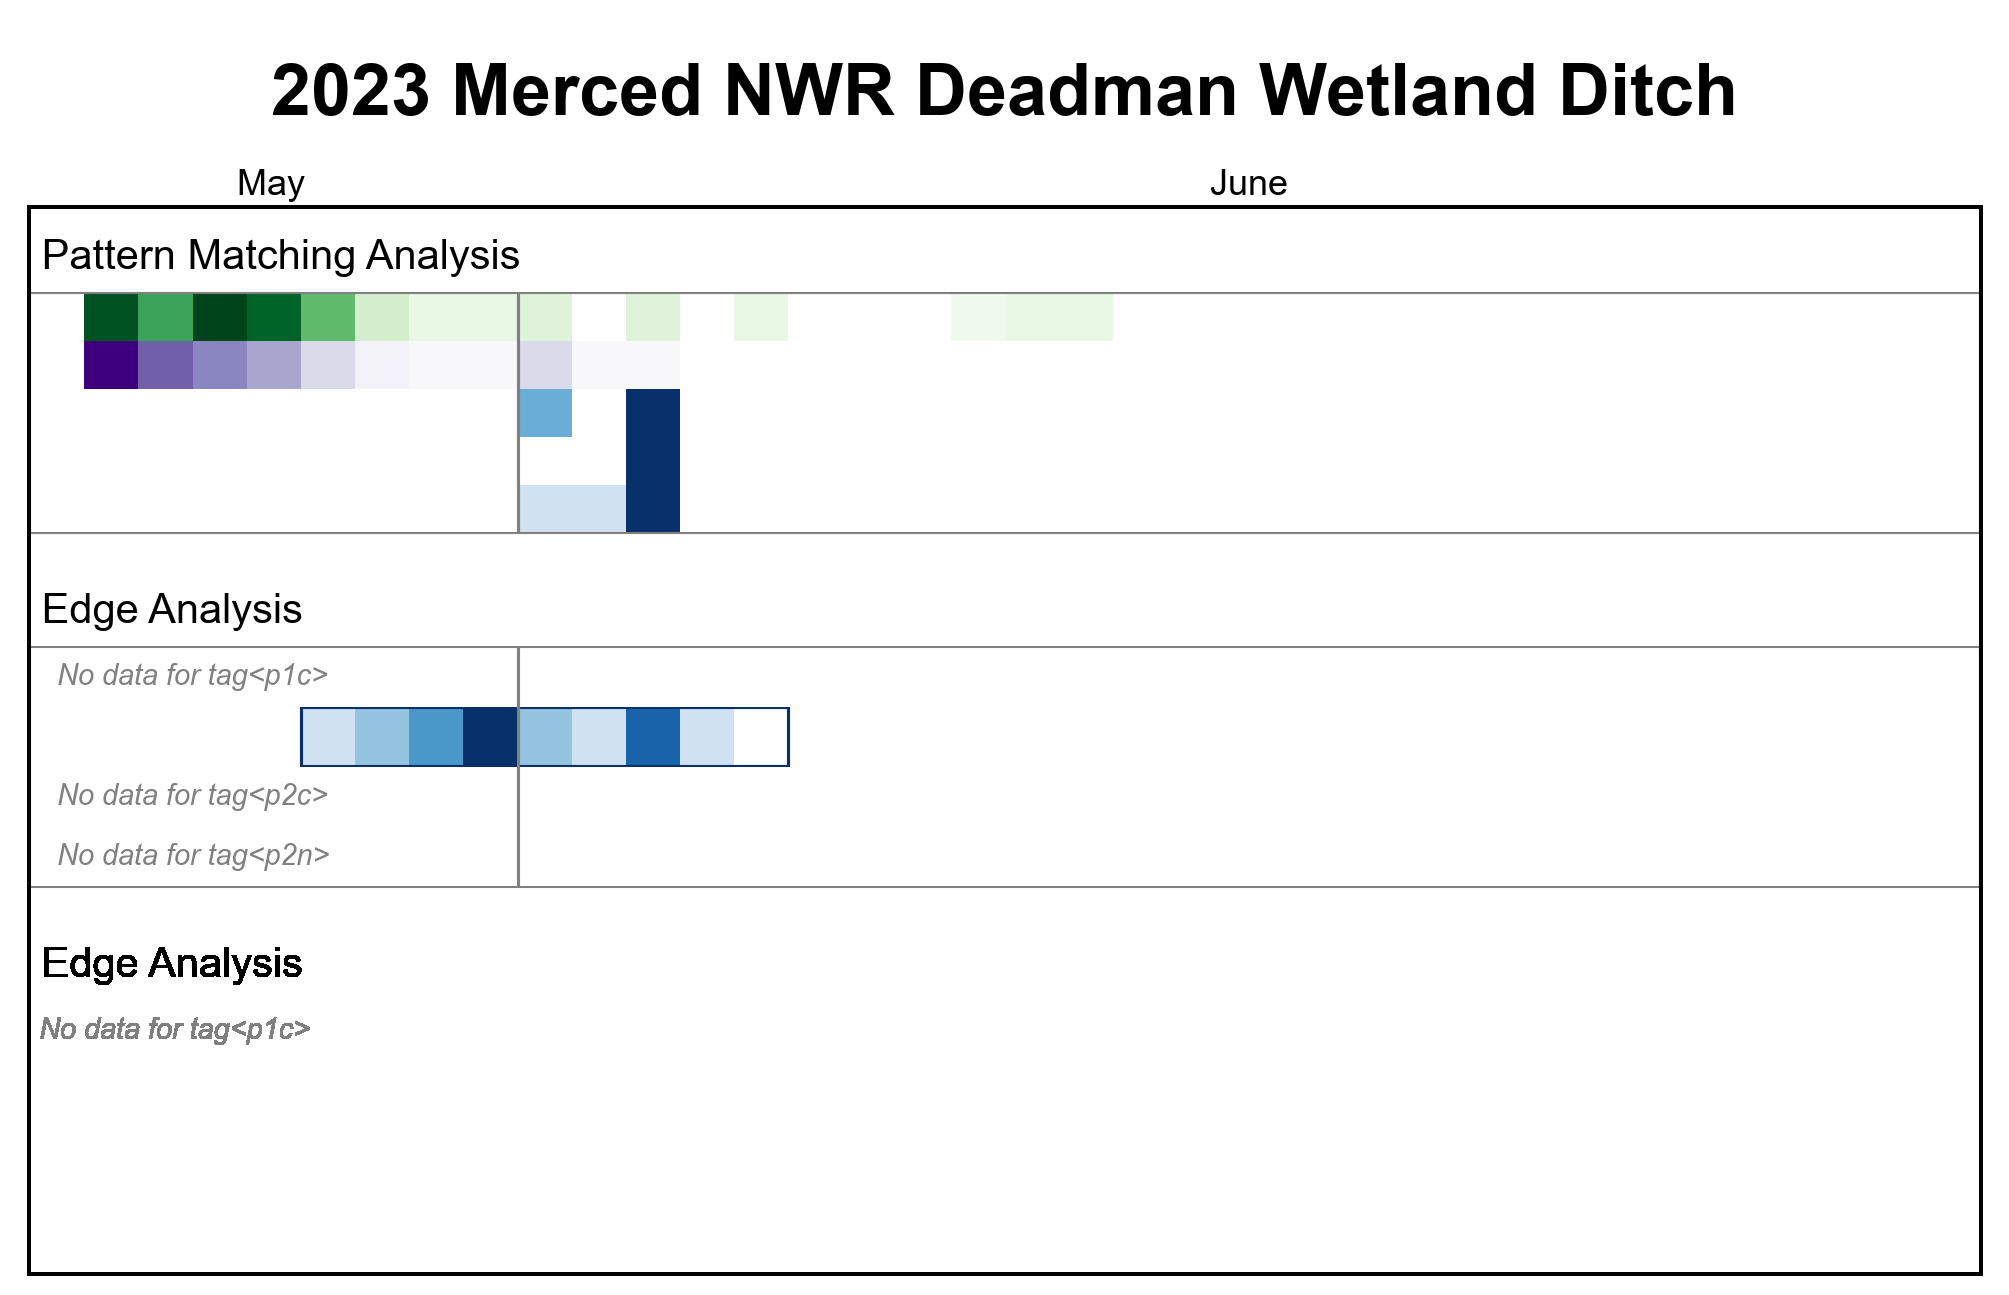 2023 Merced NWR Deadman Wetland Ditch
May June
Pattern Matching Analysis
Edge Analysis
No data for tag<p1c>
No data for tag<p2c>
No data for tag<p2n>
Edge Analysis
No data for tag<p1c>